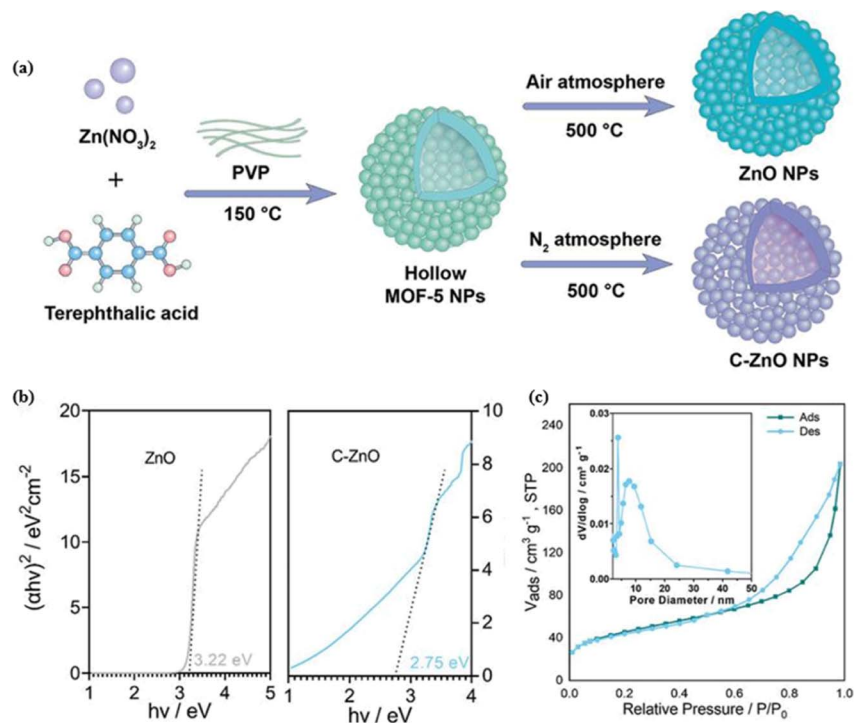 (a)
Zn(NO₃)₂
+
Terephthalic acid
PVP
150 °C
Hollow
MOF-5 NPs
Air atmosphere
500 °C
ZnO NPs
N₂ atmosphere
500 °C
C-ZnO NPs
(b)
(αhv)² / eV²cm⁻²
20
15
10
5
0
ZnO
3.22 eV
1 2 3 4 5
hv / eV
C-ZnO
2.75 eV
10
8
6
4
2
0
1 2 3 4
hv / eV
(c)
Vads / cm³ g⁻¹ , STP
240
200
160
120
80
40
0
0.0 0.2 0.4 0.6 0.8 1.0
Relative Pressure / P/P₀
Ads
Des
dV/dlog / cm³ g⁻¹
0.03
0.02
0.01
0.00
10 20 30 40 50
Pore Diameter / nm